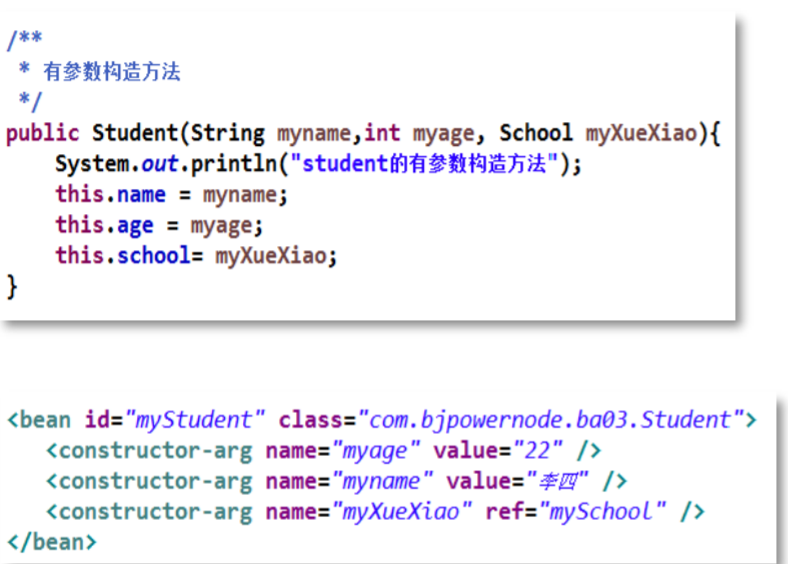 /**
 * 有参数构造方法
 */
public Student(String myname,int myage, School myXueXiao){
    System.out.println("student的有参数构造方法");
    this.name = myname;
    this.age = myage;
    this.school= myXueXiao;
}
<bean id="myStudent" class="com.bjpowernode.ba03.Student">
   <constructor-arg name="myage" value="22" />
   <constructor-arg name="myname" value="李四" />
   <constructor-arg name="myXueXiao" ref="mySchool" />
</bean>